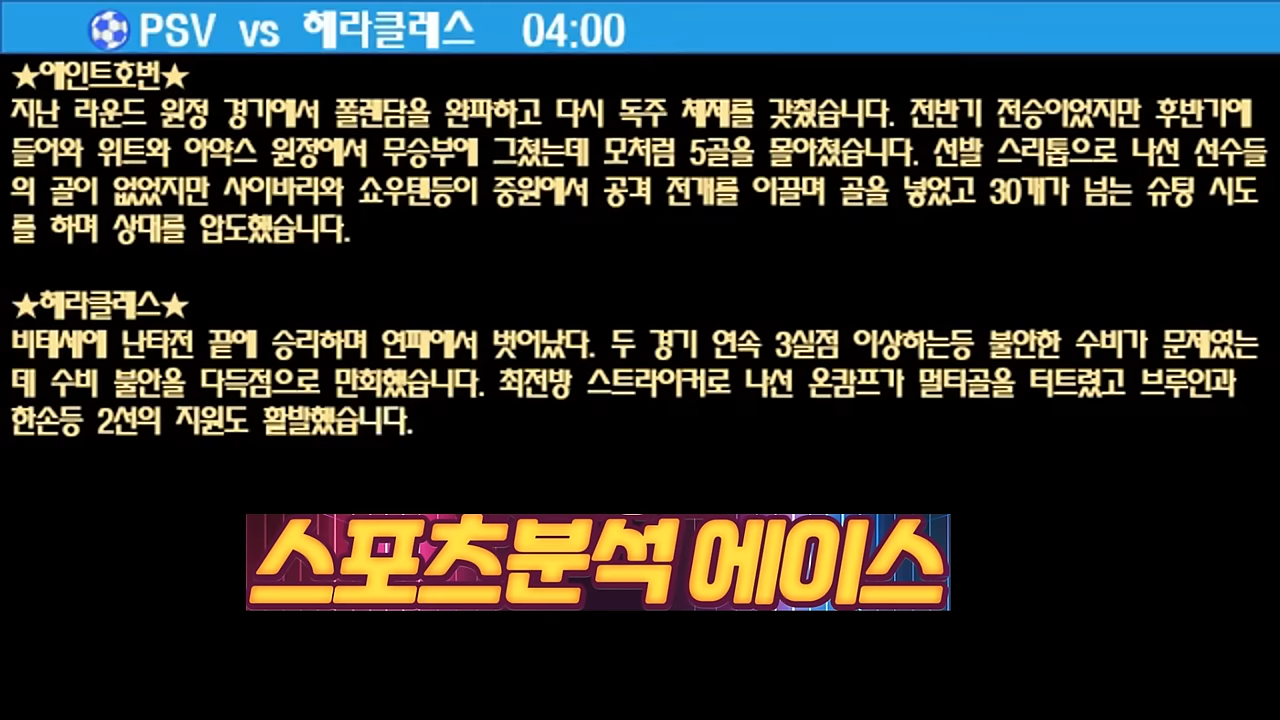 PSV vs 헤라클레스 04:00
★에인트호번★
지난 라운드 원정 경기에서 폴렌담을 완파하고 다시 독주 체제를 갖췄습니다. 전반기 전승이었지만 후반기에
들어와 위트와 아약스 원정에서 무승부에 그쳤는데 모처럼 5골을 몰아쳤습니다. 선발 스리톱으로 나선 선수들
의 골이 없었지만 사이바리와 쇼우텐등이 중원에서 공격 전개를 이끌며 골을 넣었고 30개가 넘는 슈팅 시도
를 하며 상대를 압도했습니다.
★헤라클레스★
비테세에 난타전 끝에 승리하며 연패에서 벗어났다. 두 경기 연속 3실점 이상하는등 불안한 수비가 문제였는
데 수비 불안을 다득점으로 만회했습니다. 최전방 스트라이커로 나선 온캄프가 멀티골을 터트렸고 브루인과
한손등 2선의 지원도 활발했습니다.
스포츠분석 에이스